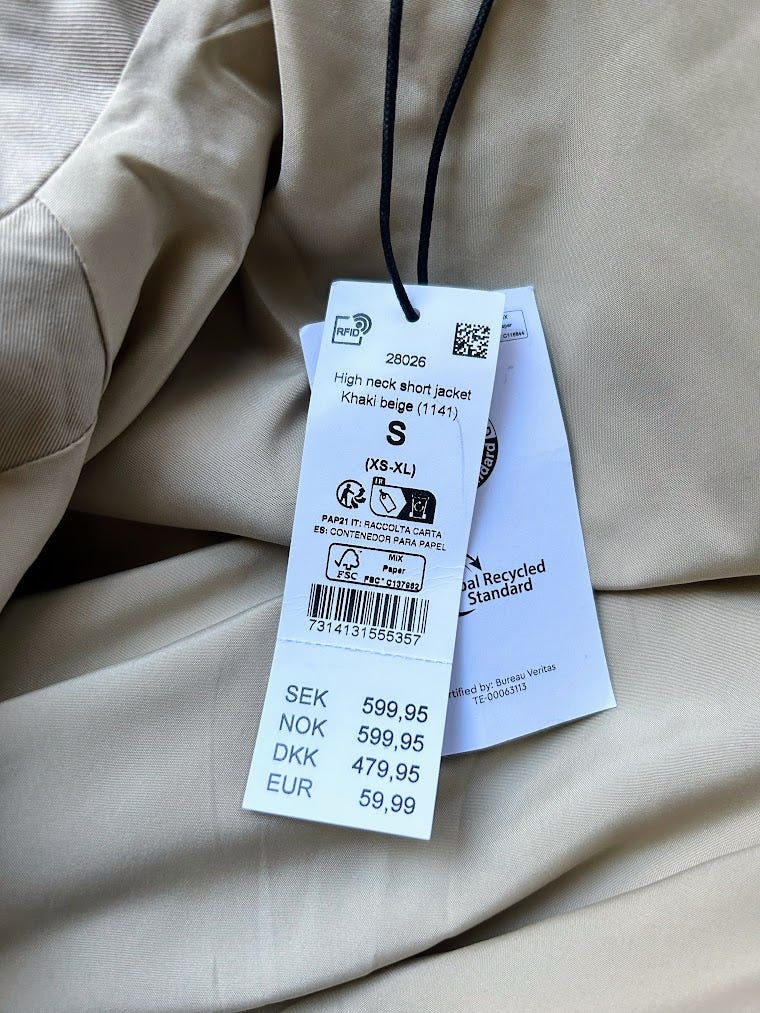 RFID
28026
High neck short jacket
Khaki beige (1141)
S
(XS-XL)
FR
PAP21 IT: RACCOLTA CARTA
ES: CONTENEDOR PARA PAPEL
FSC
MIX
Paper
FSC® C137982
7314131555357
SEK 599,95
NOK 599,95
DKK 479,95
EUR 59,99
Recycled
Standard
by: Bureau Veritas
TE-00063113